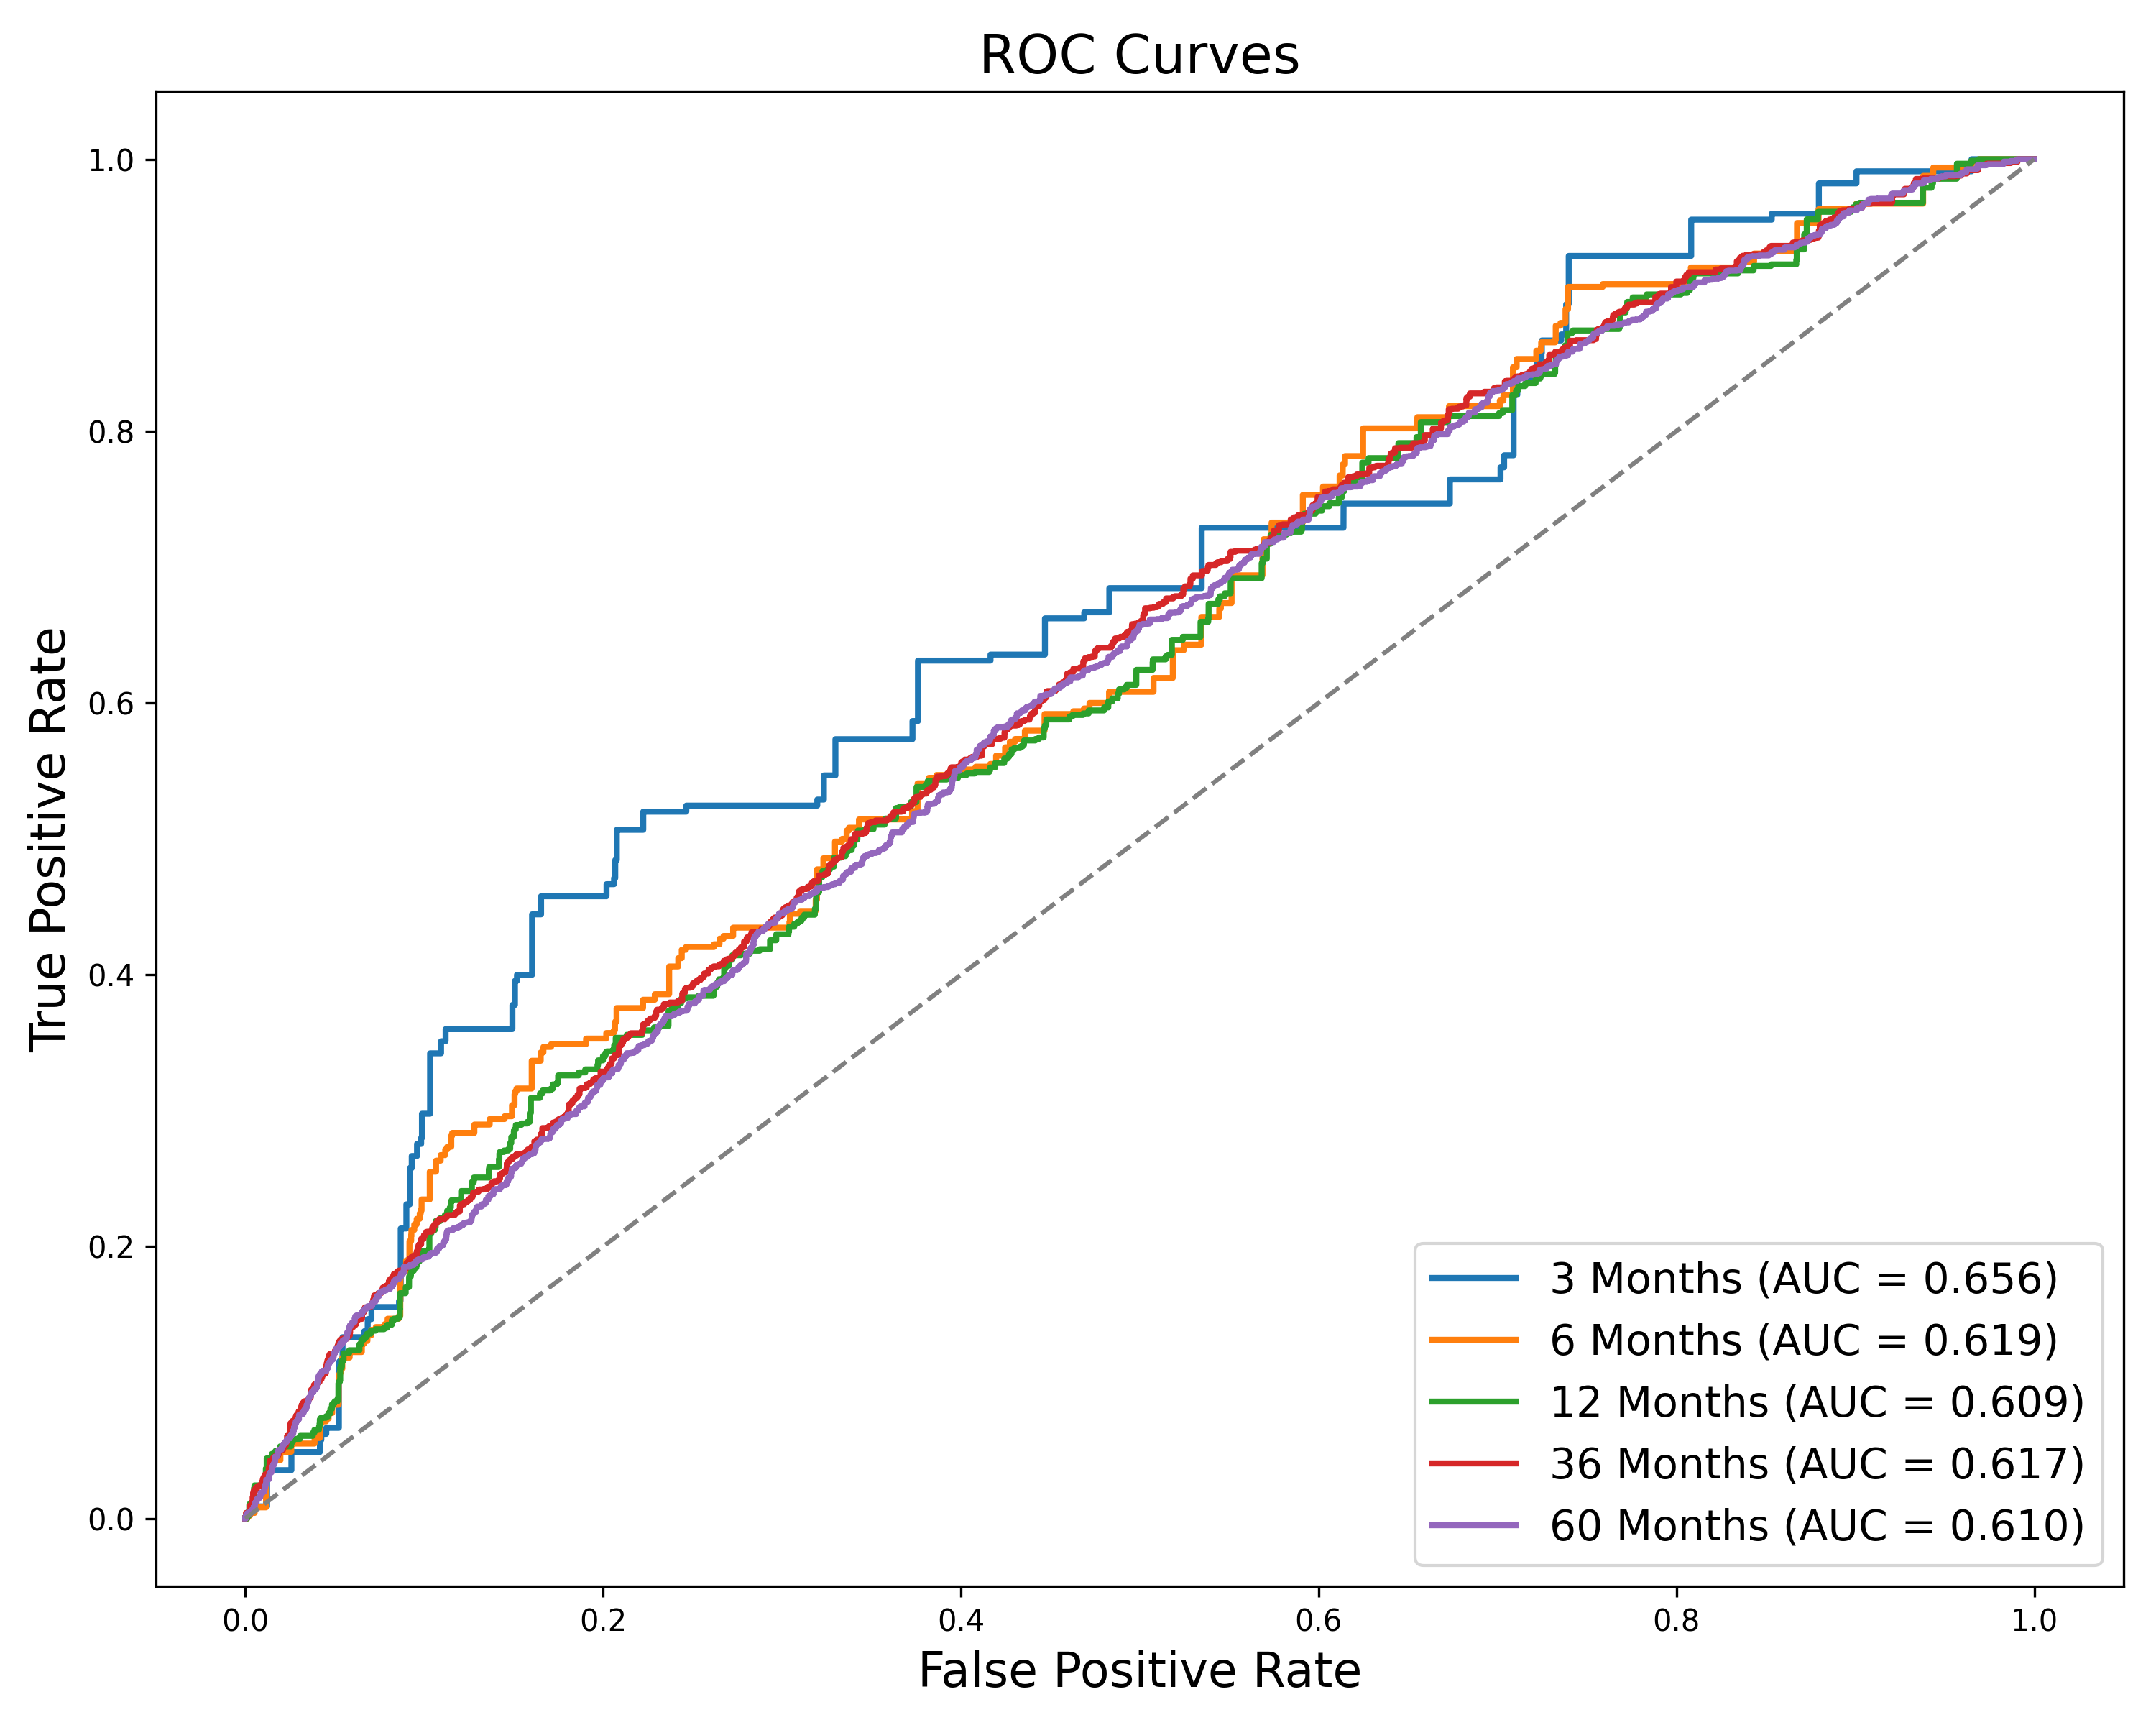 ROC Curves
True Positive Rate
1.0
0.8
0.6
0.4
0.2
0.0
3 Months (AUC = 0.656)
6 Months (AUC = 0.619)
12 Months (AUC = 0.609)
36 Months (AUC = 0.617)
60 Months (AUC = 0.610)
0.0 0.2 0.4 0.6 0.8 1.0
False Positive Rate